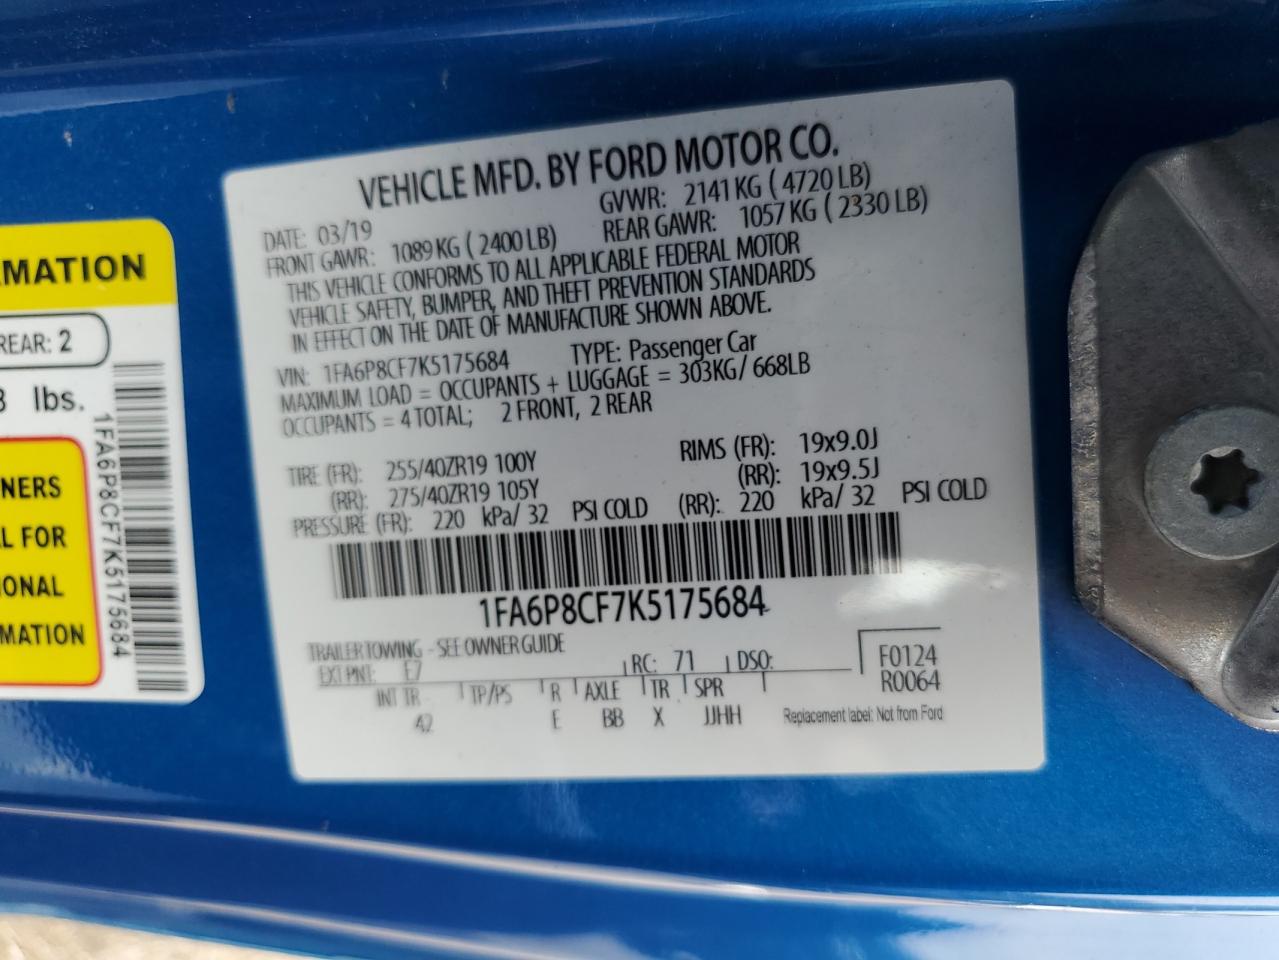 VEHICLE MFD. BY FORD MOTOR CO.
DATE: 03/19 GVWR: 2141 KG ( 4720 LB)
FRONT GAWR: 1089 KG ( 2400 LB) REAR GAWR: 1057 KG ( 2330 LB)
THIS VEHICLE CONFORMS TO ALL APPLICABLE FEDERAL MOTOR
VEHICLE SAFETY, BUMPER, AND THEFT PREVENTION STANDARDS
IN EFFECT ON THE DATE OF MANUFACTURE SHOWN ABOVE.
VIN: 1FA6P8CF7K5175684 TYPE: Passenger Car
MAXIMUM LOAD = OCCUPANTS + LUGGAGE = 303KG/ 668LB
OCCUPANTS = 4 TOTAL; 2 FRONT, 2 REAR
TIRE (FR): 255/40ZR19 100Y RIMS (FR): 19x9.0J
(RR): 275/40ZR19 105Y (RR): 19x9.5J
PRESSURE (FR): 220 kPa/ 32 PSI COLD (RR): 220 kPa/ 32 PSI COLD
1FA6P8CF7K5175684
TRAILER TOWING - SEE OWNER GUIDE
EXT PNT: E7 RC: 71 DSO: F0124
R0064
INT TR TP/PS R AXLE TR SPR
42 E BB X JJHH Replacement label: Not from Ford
RMATION
REAR: 2
8 lbs.
NERS
L FOR
IONAL
MATION
1FA6P8CF7K5175684